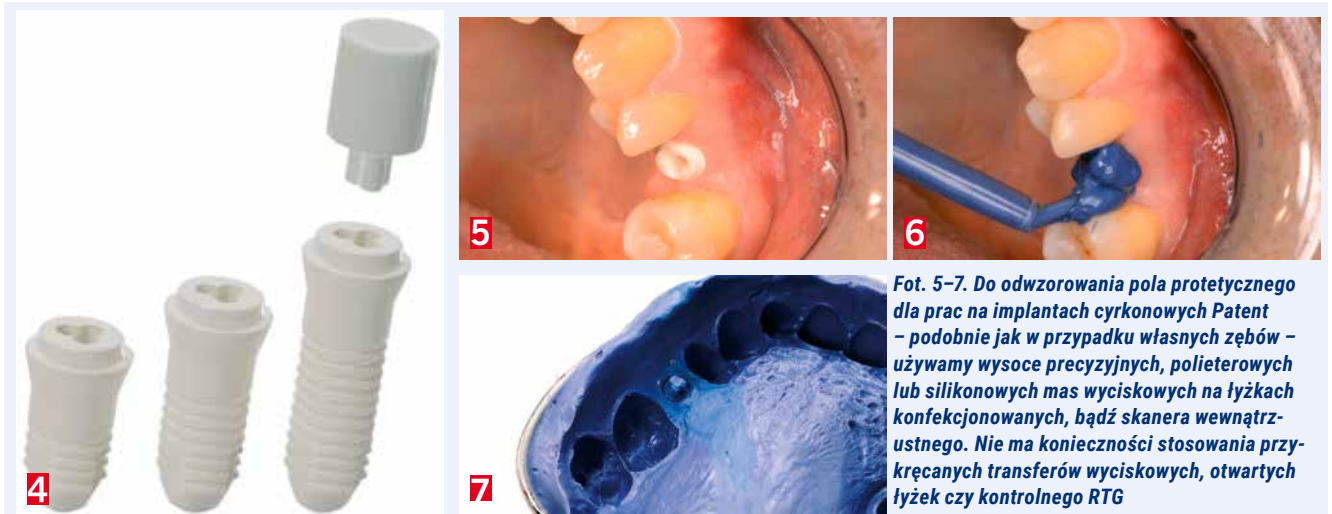 4
5
6
7
Fot. 5–7. Do odwzorowania pola protetycznego
dla prac na implantach cyrkonowych Patent
– podobnie jak w przypadku własnych zębów –
używamy wysoce precyzyjnych, polieterowych
lub silikonowych mas wyciskowych na łyżkach
konfekcjonowanych, bądź skanera wewnątrz-
ustnego. Nie ma konieczności stosowania przy-
kręcanych transferów wyciskowych, otwartych
łyżek czy kontrolnego RTG